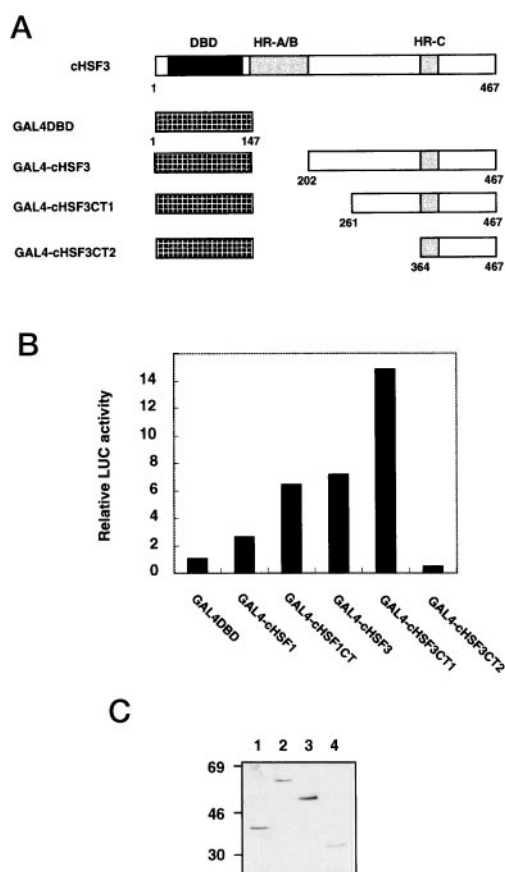 A
DBD HR-A/B HR-C
cHSF3
1 467
GAL4DBD
1 147
GAL4-cHSF3
202 467
GAL4-cHSF3CT1
261 467
GAL4-cHSF3CT2
364 467
B
Relative LUC activity
14
12
10
8
6
4
2
0
GAL4DBD
GAL4-cHSF1
GAL4-cHSF1CT
GAL4-cHSF3
GAL4-cHSF3CT1
GAL4-cHSF3CT2
C
1 2 3 4
69
46
30